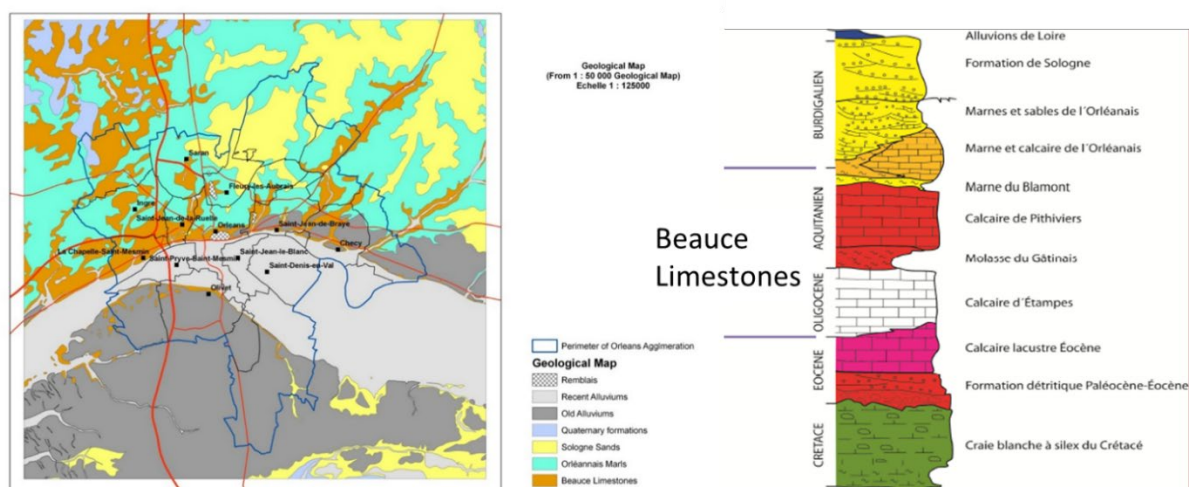 Geological Map
(From 1 : 50 000 Geological Map)
Echelle 1 : 125000
Saran
Fleury-les-Aubrais
Ingre
Saint-Jean-de-la-Ruelle
Orleans
Saint-Jean-de-Braye
Checy
La Chapelle-Saint-Mesmin
Saint-Pryve-Saint-Mesmin
Saint-Jean-le-Blanc
Saint-Denis-en-Val
Olivet
Perimeter of Orleans Agglmeration
Geological Map
Remblais
Recent Alluviums
Old Alluviums
Quaternary formations
Sologne Sands
Orléannais Marls
Beauce Limestones
Beauce
Limestones
BURDIGALIEN
AQUITANIEN
OLIGOCENE
EOCENE
CRETACE
Alluvions de Loire
Formation de Sologne
Marnes et sables de l'Orléanais
Marne et calcaire de l'Orléanais
Marne du Blamont
Calcaire de Pithiviers
Molasse du Gâtinais
Calcaire d'Étampes
Calcaire lacustre Éocène
Formation détritique Paléocène-Éocène
Craie blanche à silex du Crétacé